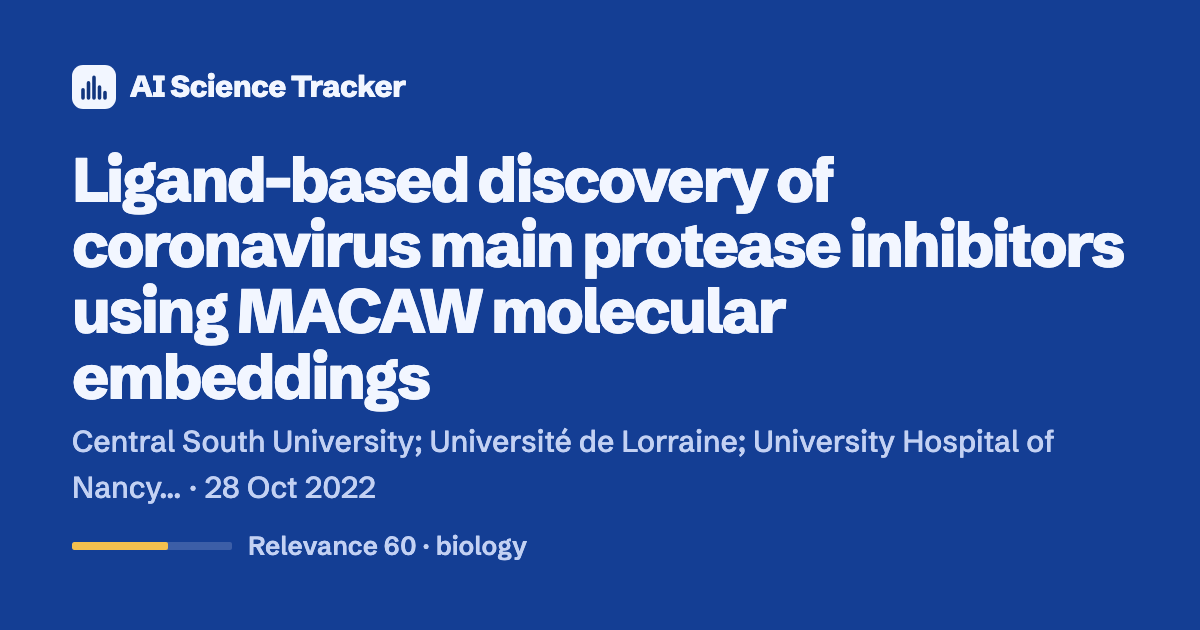 AI Science Tracker
Ligand-based discovery of
coronavirus main protease inhibitors
using MACAW molecular
embeddings
Central South University; Université de Lorraine; University Hospital of
Nancy... · 28 Oct 2022
Relevance 60 · biology